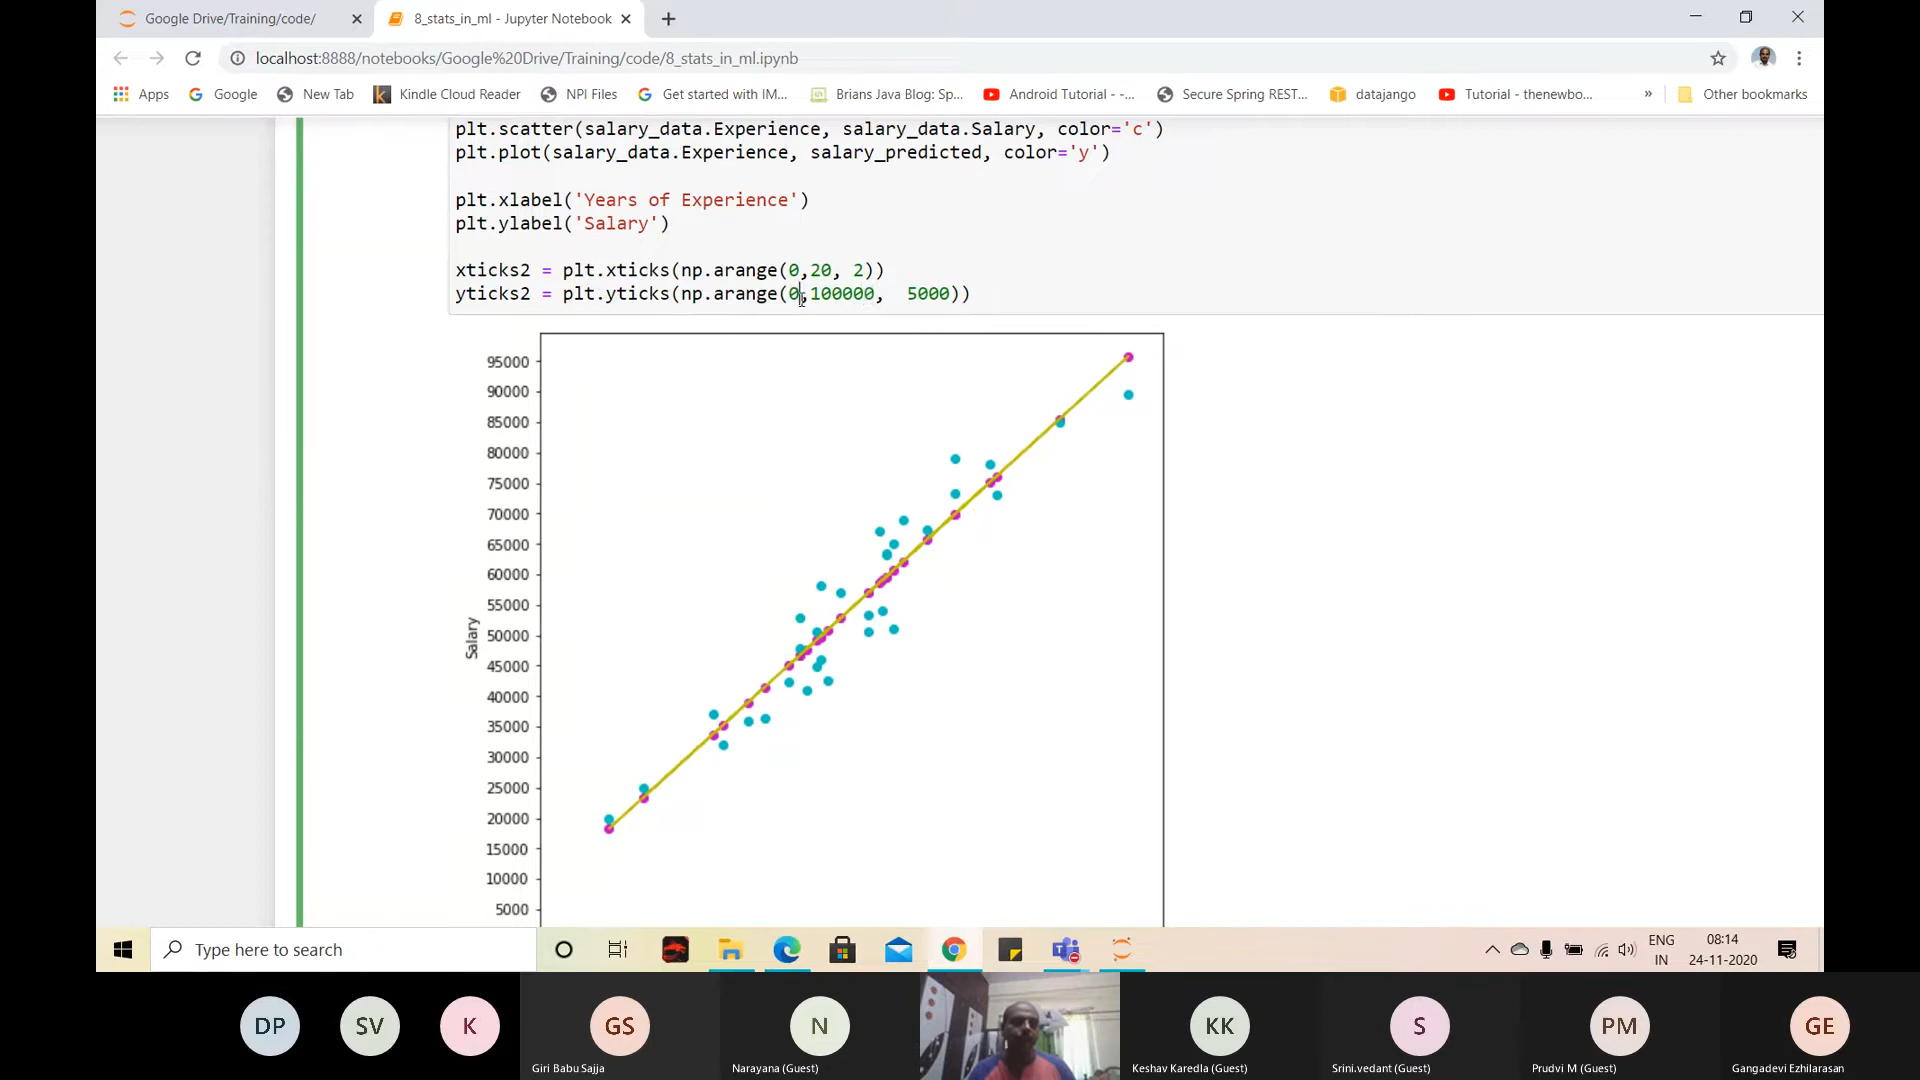 Google Drive/Training/code/
8_stats_in_ml - Jupyter Notebook
localhost:8888/notebooks/Google%20Drive/Training/code/8_stats_in_ml.ipynb
Apps
Google
New Tab
Kindle Cloud Reader
NPI Files
Get started with IM...
Brians Java Blog: Sp...
Android Tutorial - -...
Secure Spring REST...
datajango
Tutorial - thenewbo...
»
Other bookmarks
plt.scatter(salary_data.Experience, salary_data.Salary, color='c')
plt.plot(salary_data.Experience, salary_predicted, color='y')
plt.xlabel('Years of Experience')
plt.ylabel('Salary')
xticks2 = plt.xticks(np.arange(0,20, 2))
yticks2 = plt.yticks(np.arange(0,100000,  5000))
95000
90000
85000
80000
75000
70000
65000
60000
55000
50000
45000
40000
35000
30000
25000
20000
15000
10000
5000
Salary
Type here to search
ENG
IN
08:14
24-11-2020
DP
SV
K
GS
Giri Babu Sajja
N
Narayana (Guest)
KK
Keshav Karedla (Guest)
S
Srini.vedant (Guest)
PM
Prudvi M (Guest)
GE
Gangadevi Ezhilarasan